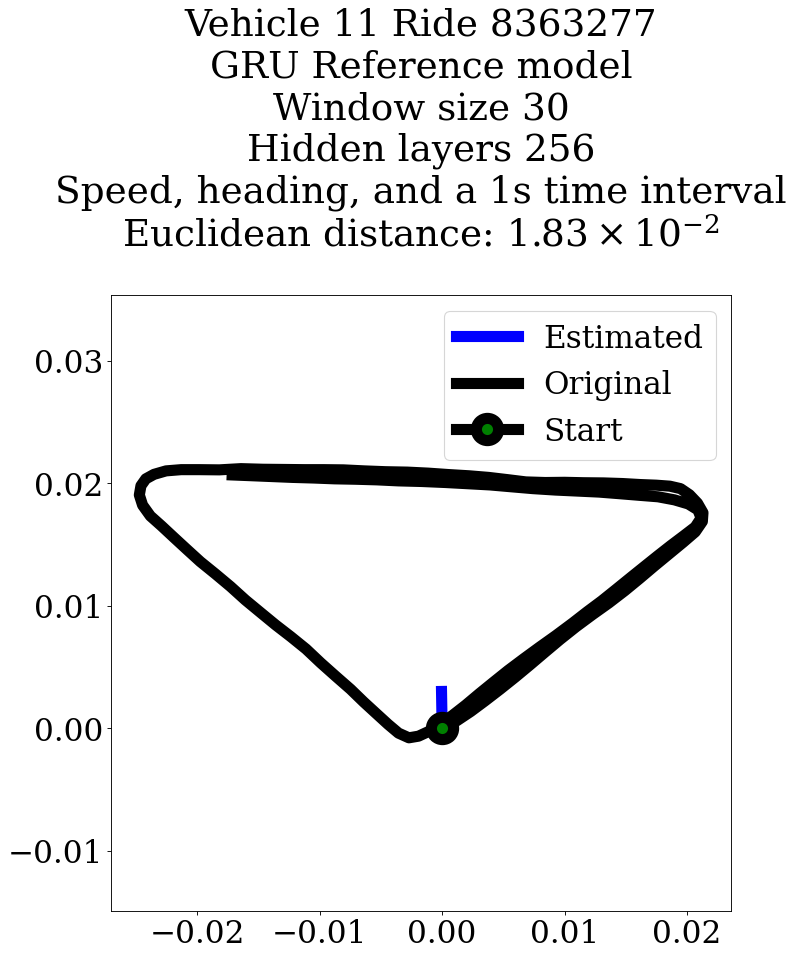 Vehicle 11 Ride 8363277
GRU Reference model
Window size 30
Hidden layers 256
Speed, heading, and a 1s time interval
Euclidean distance: 1.83 × 10⁻²
Estimated
Original
Start
0.03
0.02
0.01
0.00
−0.01
−0.02 −0.01 0.00 0.01 0.02